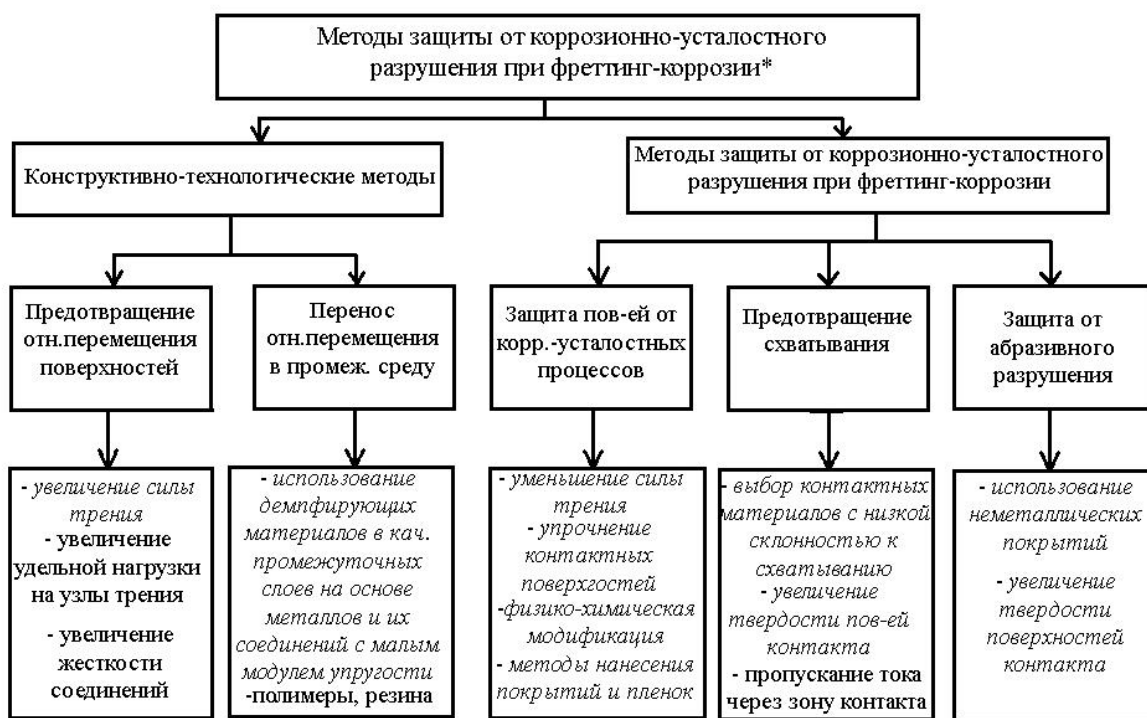 Методы защиты от коррозионно-усталостного
разрушения при фреттинг-коррозии*
Конструктивно-технологические методы
Методы защиты от коррозионно-усталостного
разрушения при фреттинг-коррозии
Предотвращение
отн.перемещения
поверхностей
Перенос
отн.перемещения
в промеж. среду
Защита пов-ей от
корр.-усталостных
процессов
Предотвращение
схватывания
Защита от
абразивного
разрушения
- увеличение силы
трения
- увеличение
удельной нагрузки
на узлы трения
- увеличение
жесткости
соединений
- использование
демпфирующих
материалов в кач.
промежуточных
слоев на основе
металлов и их
соединений с малым
модулем упругости
-полимеры, резина
- уменьшение силы
трения
- упрочнение
контактных
поверхгостей
-физико-химическая
модификация
- методы нанесения
покрытий и пленок
- выбор контактных
материалов с низкой
склонностью к
схватыванию
- увеличение
твердости пов-ей
контакта
- пропускание тока
через зону контакта
- использование
неметаллических
покрытий
- увеличение
твердости
поверхностей
контакта